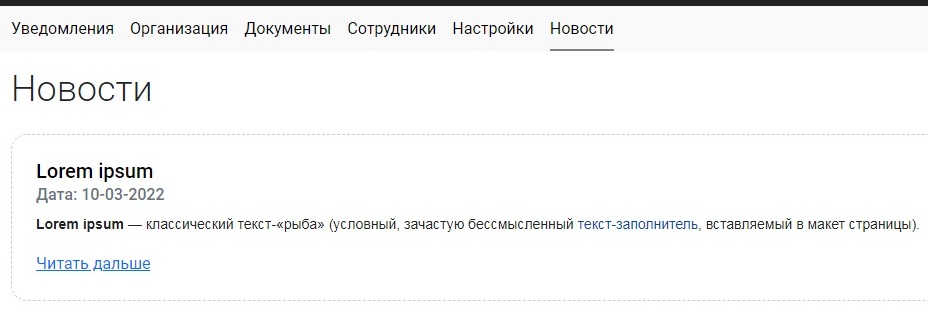 Уведомления Организация Документы Сотрудники Настройки Новости
Новости
Lorem ipsum
Дата: 10-03-2022
Lorem ipsum — классический текст-«рыба» (условный, зачастую бессмысленный текст-заполнитель, вставляемый в макет страницы).
Читать дальше